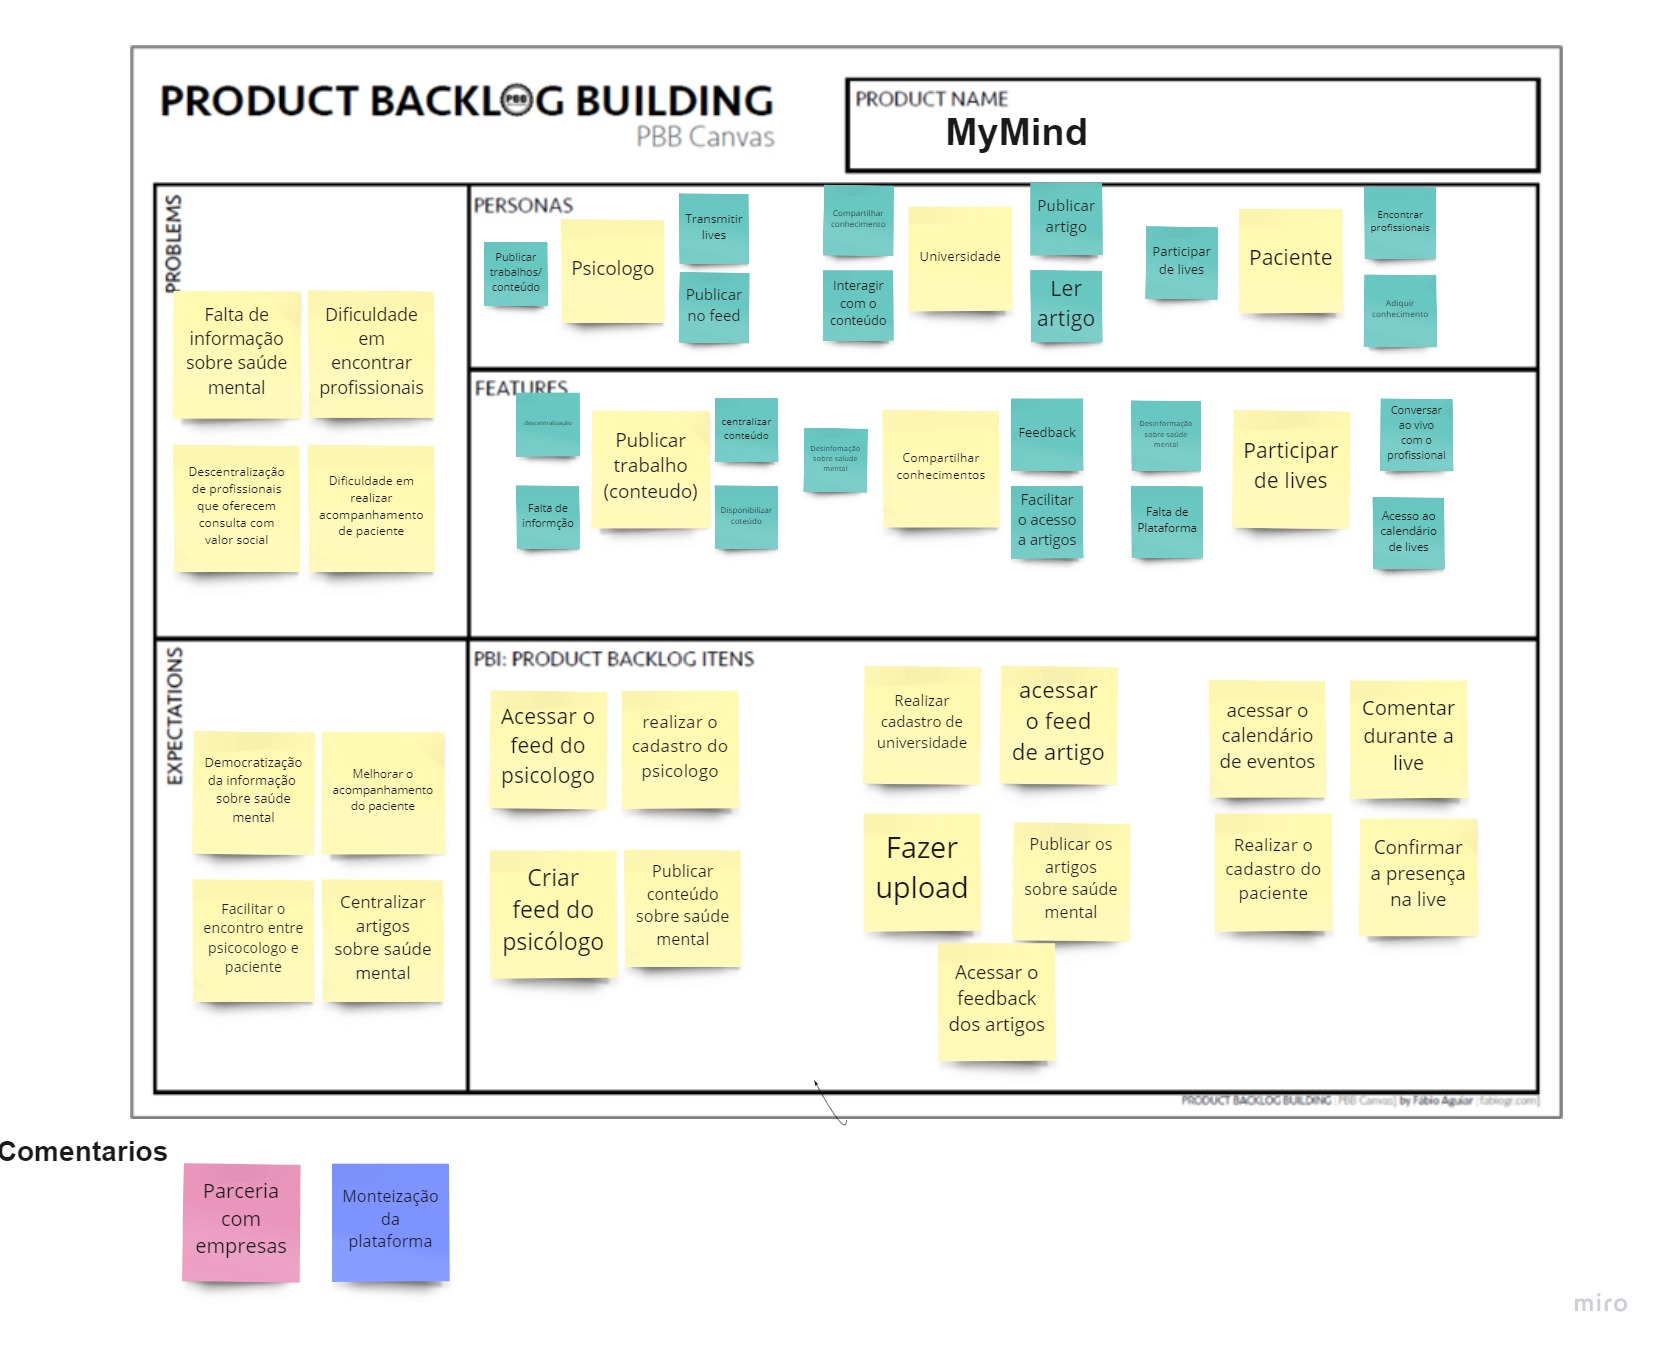 PRODUCT BACKLOG BUILDING
PBB
PBB Canvas
PRODUCT NAME
MyMind
PROBLEMS
Falta de
informação
sobre saúde
mental
Dificuldade
em
encontrar
profissionais
Descentralização
de profissionais
que oferecem
consulta com
valor social
Dificuldade em
realizar
acompanhamento
de paciente
PERSONAS
Publicar
trabalhos/
conteúdo
Psicologo
Transmitir
lives
Publicar
no feed
Compartilhar
conhecimento
Interagir
com o
conteúdo
Universidade
Publicar
artigo
Ler
artigo
Participar
de lives
Paciente
Encontrar
profissionais
Adiquir
conhecimento
FEATURES
descentralização
Falta de
informção
Publicar
trabalho
(conteudo)
centralizar
conteúdo
Disponibilizar
coteúdo
Desinfomação
sobre salude
mental
Compartilhar
conhecimentos
Feedback
Facilitar
o acesso
a artigos
Desinformação
sobre saúde
mental
Falta de
Plataforma
Participar
de lives
Conversar
ao vivo
com o
profissional
Acesso ao
calendário
de lives
EXPECTATIONS
Democratização
da informação
sobre saúde
mental
Melhorar o
acompanhamento
do paciente
Facilitar o
encontro entre
psicocologo e
paciente
Centralizar
artigos
sobre saúde
mental
PBI: PRODUCT BACKLOG ITENS
Acessar o
feed do
psicologo
realizar o
cadastro do
psicologo
Criar
feed do
psicólogo
Publicar
conteúdo
sobre saúde
mental
Realizar
cadastro de
universidade
acessar
o feed
de artigo
Fazer
upload
Publicar os
artigos
sobre saúde
mental
Acessar o
feedback
dos artigos
acessar o
calendário
de eventos
Comentar
durante a
live
Realizar o
cadastro do
paciente
Confirmar
a presença
na live
PRODUCT BACKLOG BUILDING [PBB Canvas] by Fábio Aguiar [fabiogr.com]
Comentarios
Parceria
com
empresas
Monteização
da
plataforma
miro